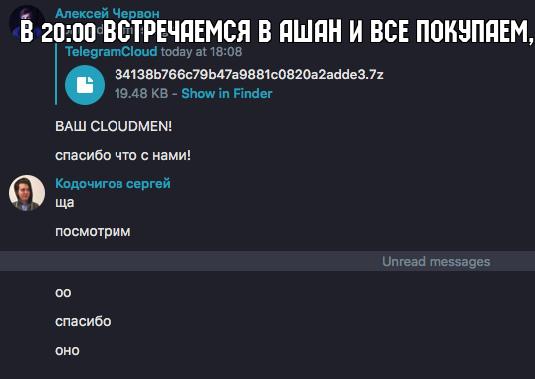 Алексей Червон
В 20:00 ВСТРЕЧАЕМСЯ В АШАН И ВСЕ ПОКУПАЕМ,
TelegramCloud today at 18:08
34138b766c79b47a9881c0820a2adde3.7z
19.48 KB - Show in Finder
ВАШ CLOUDMEN!
спасибо что с нами!
Кодочигов сергей
ща
посмотрим
Unread messages
оо
спасибо
оно